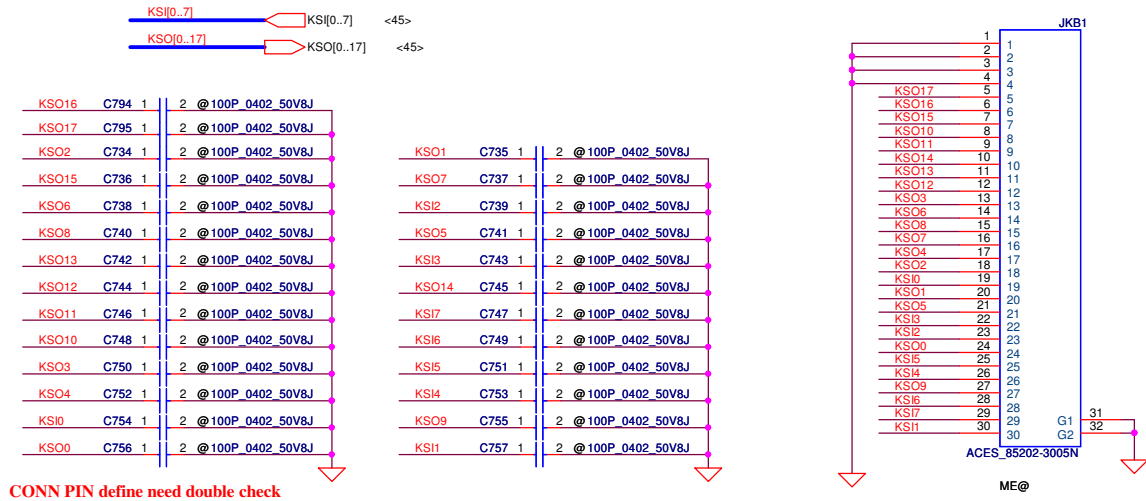 KSI[0..7] KSI[0..7] <45>
KSO[0..17] KSO[0..17] <45>
KSO16 C794 1 2 @100P_0402_50V8J
KSO17 C795 1 2 @100P_0402_50V8J
KSO2 C734 1 2 @100P_0402_50V8J
KSO15 C736 1 2 @100P_0402_50V8J
KSO6 C738 1 2 @100P_0402_50V8J
KSO8 C740 1 2 @100P_0402_50V8J
KSO13 C742 1 2 @100P_0402_50V8J
KSO12 C744 1 2 @100P_0402_50V8J
KSO11 C746 1 2 @100P_0402_50V8J
KSO10 C748 1 2 @100P_0402_50V8J
KSO3 C750 1 2 @100P_0402_50V8J
KSO4 C752 1 2 @100P_0402_50V8J
KSI0 C754 1 2 @100P_0402_50V8J
KSO0 C756 1 2 @100P_0402_50V8J
CONN PIN define need double check
KSO1 C735 1 2 @100P_0402_50V8J
KSO7 C737 1 2 @100P_0402_50V8J
KSI2 C739 1 2 @100P_0402_50V8J
KSO5 C741 1 2 @100P_0402_50V8J
KSI3 C743 1 2 @100P_0402_50V8J
KSO14 C745 1 2 @100P_0402_50V8J
KSI7 C747 1 2 @100P_0402_50V8J
KSI6 C749 1 2 @100P_0402_50V8J
KSI5 C751 1 2 @100P_0402_50V8J
KSI4 C753 1 2 @100P_0402_50V8J
KSO9 C755 1 2 @100P_0402_50V8J
KSI1 C757 1 2 @100P_0402_50V8J
JKB1
1 1
2 2
3 3
4 4
KSO17 5 5
KSO16 6 6
KSO15 7 7
KSO10 8 8
KSO11 9 9
KSO14 10 10
KSO13 11 11
KSO12 12 12
KSO3 13 13
KSO6 14 14
KSO8 15 15
KSO7 16 16
KSO4 17 17
KSO2 18 18
KSI0 19 19
KSO1 20 20
KSO5 21 21
KSI3 22 22
KSI2 23 23
KSO0 24 24
KSI5 25 25
KSI4 26 26
KSO9 27 27
KSI6 28 28
KSI7 29 29 G1 31
KSI1 30 30 G2 32
ACES_85202-3005N
ME@